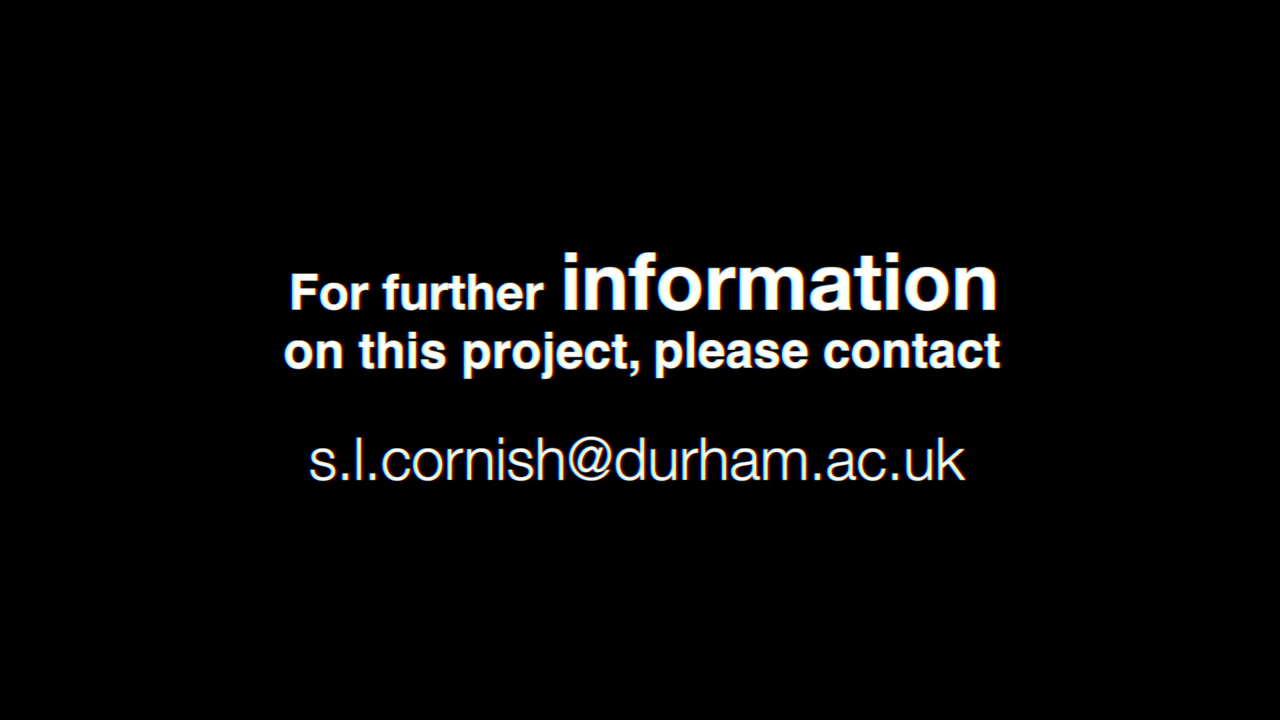 For further information
on this project, please contact
s.l.cornish@durham.ac.uk